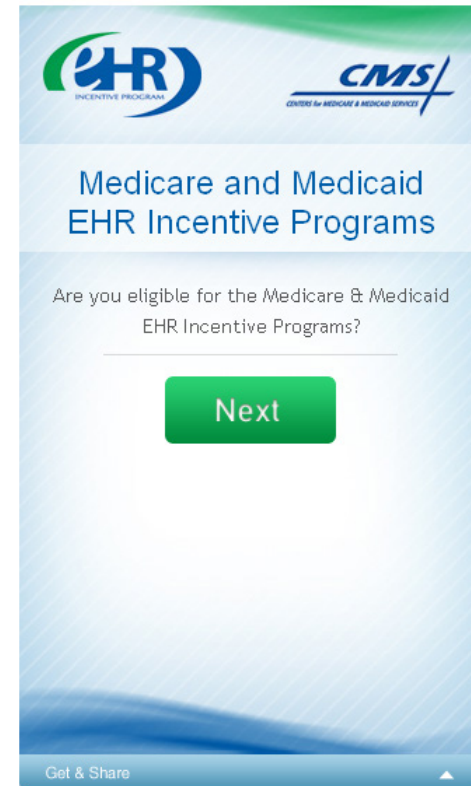 eHR
INCENTIVE PROGRAM
CMS
CENTERS for MEDICARE & MEDICAID SERVICES
Medicare and Medicaid
EHR Incentive Programs
Are you eligible for the Medicare & Medicaid
EHR Incentive Programs?
Next
Get & Share